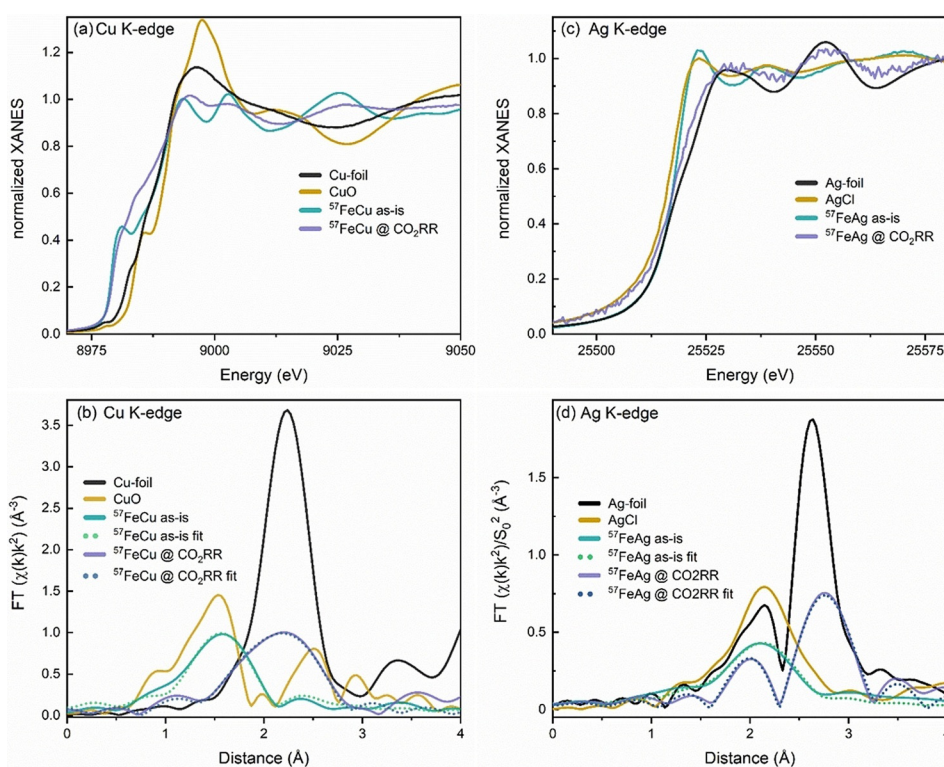 (a) Cu K-edge
normalized XANES
1.2
1.0
0.8
0.6
0.4
0.2
0.0
Cu-foil
CuO
⁵⁷FeCu as-is
⁵⁷FeCu @ CO₂RR
8975
9000
9025
9050
Energy (eV)
(c) Ag K-edge
normalized XANES
1.0
0.8
0.6
0.4
0.2
0.0
Ag-foil
AgCl
⁵⁷FeAg as-is
⁵⁷FeAg @ CO₂RR
25500
25525
25550
25575
Energy (eV)
(b) Cu K-edge
FT (χ(k)k²) (Å⁻³)
3.5
3.0
2.5
2.0
1.5
1.0
0.5
0.0
Cu-foil
CuO
⁵⁷FeCu as-is
⁵⁷FeCu as-is fit
⁵⁷FeCu @ CO₂RR
⁵⁷FeCu @ CO₂RR fit
0
1
2
3
4
Distance (Å)
(d) Ag K-edge
FT (χ(k)k²)/S₀² (Å⁻³)
1.5
1.0
0.5
0
Ag-foil
AgCl
⁵⁷FeAg as-is
⁵⁷FeAg as-is fit
⁵⁷FeAg @ CO2RR
⁵⁷FeAg @ CO2RR fit
0
1
2
3
4
Distance (Å)